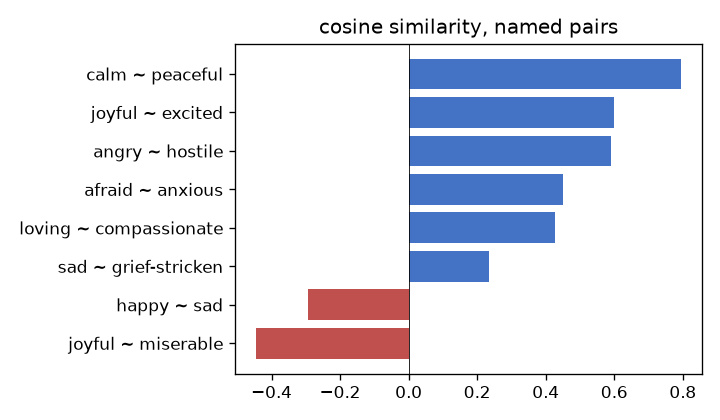 cosine similarity, named pairs
calm ~ peaceful
joyful ~ excited
angry ~ hostile
afraid ~ anxious
loving ~ compassionate
sad ~ grief-stricken
happy ~ sad
joyful ~ miserable
−0.4 −0.2 0.0 0.2 0.4 0.6 0.8